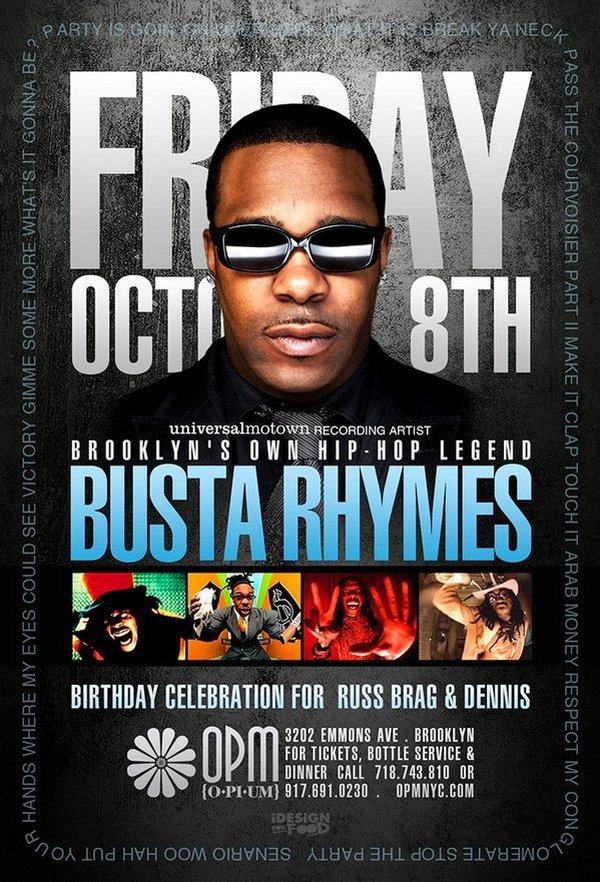 PARTY IS GOIN' ON OVER HERE WHAT IT IS BREAK YA NECK
PASS THE COURVOISIER PART II MAKE IT CLAP TOUCH IT ARAB MONEY RESPECT MY CONGLOMERATE
STOP THE PARTY SENARIO WOO HAH PUT YOUR
HANDS WHERE MY EYES COULD SEE VICTORY GIMME SOME MORE WHAT'S IT GONNA BE?
FRIDAY
OCTO 8TH
universalmotown RECORDING ARTIST
BROOKLYN'S OWN HIP-HOP LEGEND
BUSTA RHYMES
BIRTHDAY CELEBRATION FOR RUSS BRAG & DENNIS
OPM
{O·PI·UM}
3202 EMMONS AVE . BROOKLYN
FOR TICKETS, BOTTLE SERVICE &
DINNER CALL 718.743.810 OR
917.691.0230 . OPMNYC.COM
iDESIGN
FOR FOOD